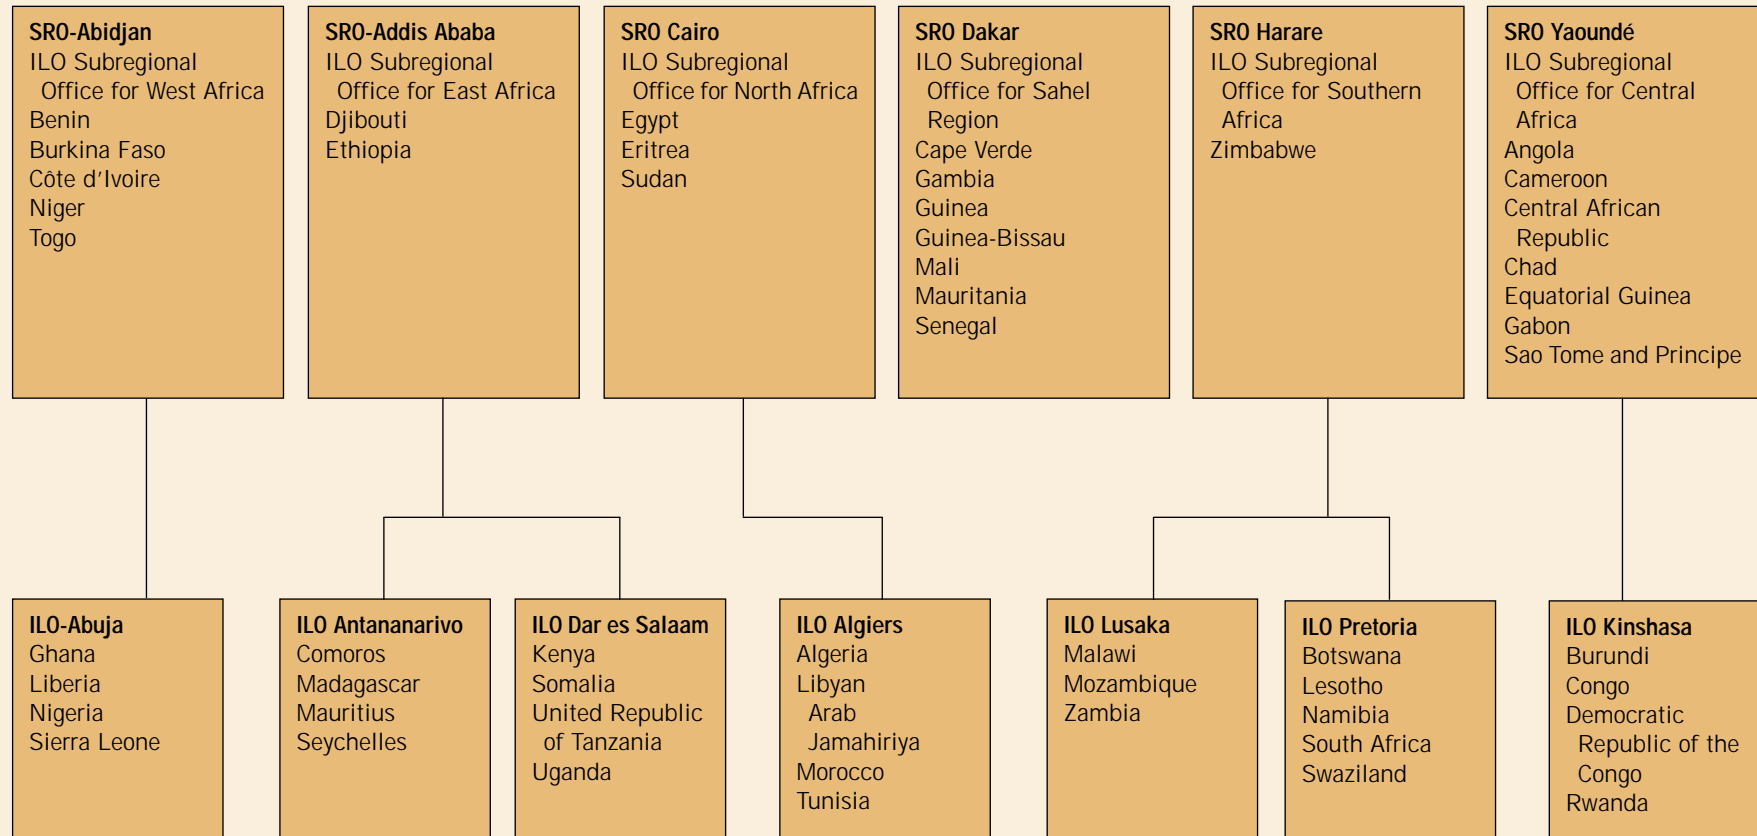 SRO-Abidjan
ILO Subregional
Office for West Africa
Benin
Burkina Faso
Côte d’Ivoire
Niger
Togo
SRO-Addis Ababa
ILO Subregional
Office for East Africa
Djibouti
Ethiopia
SRO Cairo
ILO Subregional
Office for North Africa
Egypt
Eritrea
Sudan
SRO Dakar
ILO Subregional
Office for Sahel
Region
Cape Verde
Gambia
Guinea
Guinea-Bissau
Mali
Mauritania
Senegal
SRO Harare
ILO Subregional
Office for Southern
Africa
Zimbabwe
SRO Yaoundé
ILO Subregional
Office for Central
Africa
Angola
Cameroon
Central African
Republic
Chad
Equatorial Guinea
Gabon
Sao Tome and Principe
ILO-Abuja
Ghana
Liberia
Nigeria
Sierra Leone
ILO Antananarivo
Comoros
Madagascar
Mauritius
Seychelles
ILO Dar es Salaam
Kenya
Somalia
United Republic
of Tanzania
Uganda
ILO Algiers
Algeria
Libyan
Arab
Jamahiriya
Morocco
Tunisia
ILO Lusaka
Malawi
Mozambique
Zambia
ILO Pretoria
Botswana
Lesotho
Namibia
South Africa
Swaziland
ILO Kinshasa
Burundi
Congo
Democratic
Republic of the
Congo
Rwanda